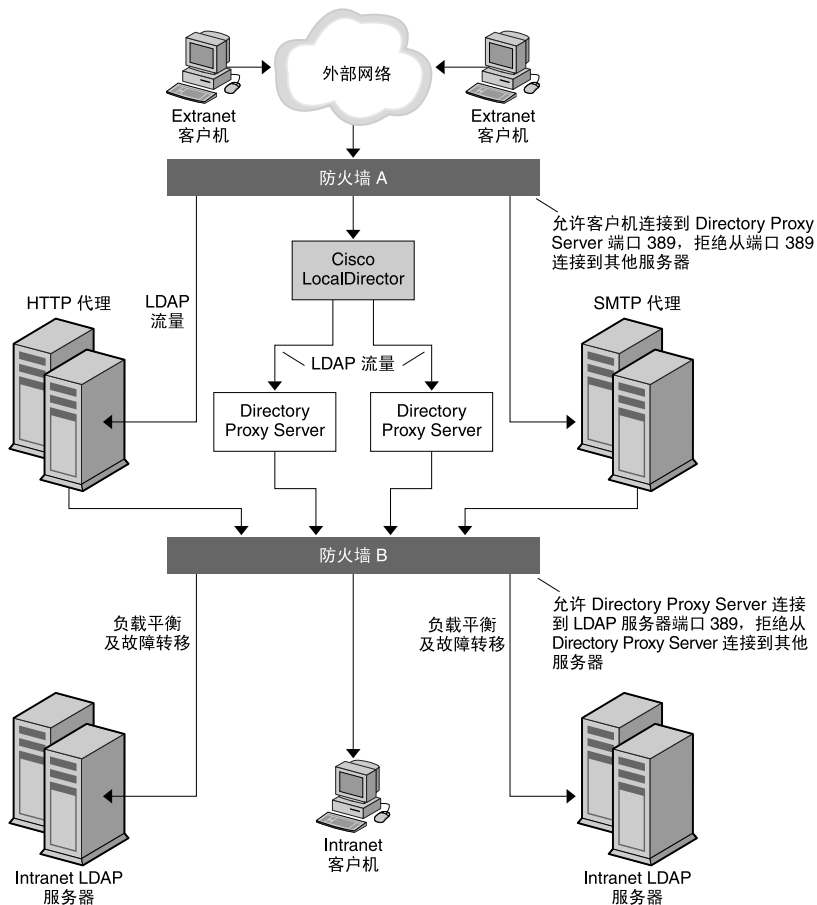 外部网络
Extranet
客户机
Extranet
客户机
防火墙 A
允许客户机连接到 Directory Proxy
Server 端口 389，拒绝从端口 389
连接到其他服务器
Cisco
LocalDirector
HTTP 代理
LDAP
流量
SMTP 代理
LDAP 流量
Directory
Proxy Server
Directory
Proxy Server
防火墙 B
允许 Directory Proxy Server 连接
到 LDAP 服务器端口 389，拒绝从
Directory Proxy Server 连接到其他
服务器
负载平衡
及故障转移
负载平衡
及故障转移
Intranet
客户机
Intranet LDAP
服务器
Intranet LDAP
服务器